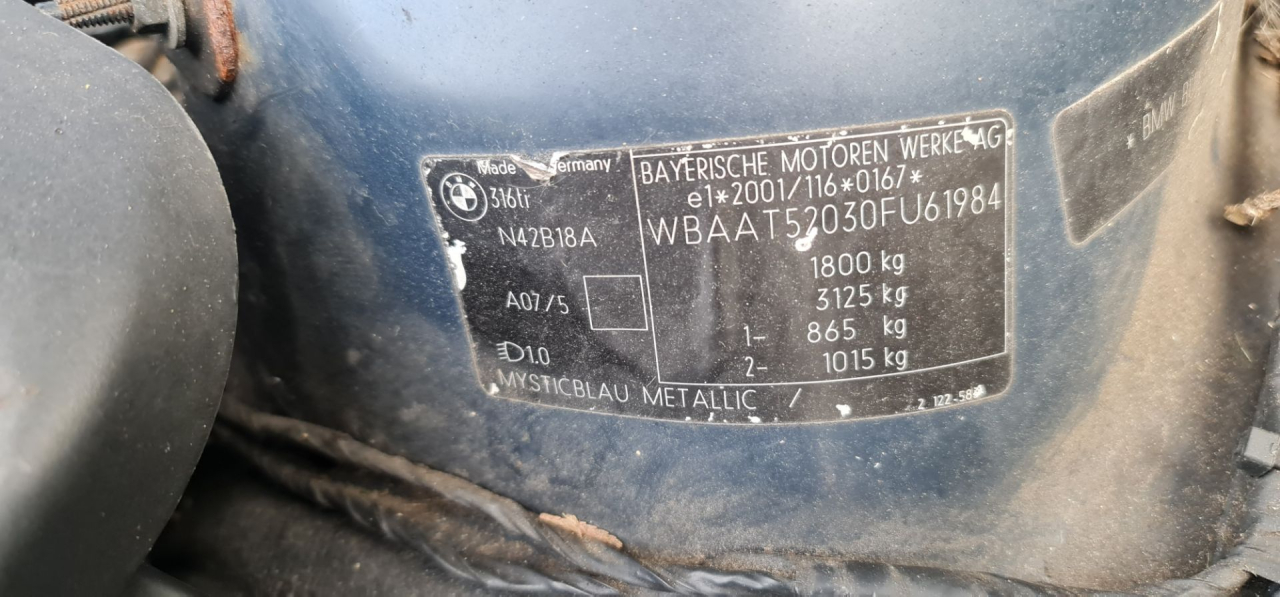 Made Germany
316ti
N42B18A
A07/5
1.0
MYSTICBLAU METALLIC /
BAYERISCHE MOTOREN WERKE AG
e1*2001/116*0167*
WBAAT52030FU61984
1800 kg
3125 kg
1- 865 kg
2- 1015 kg
* BMW